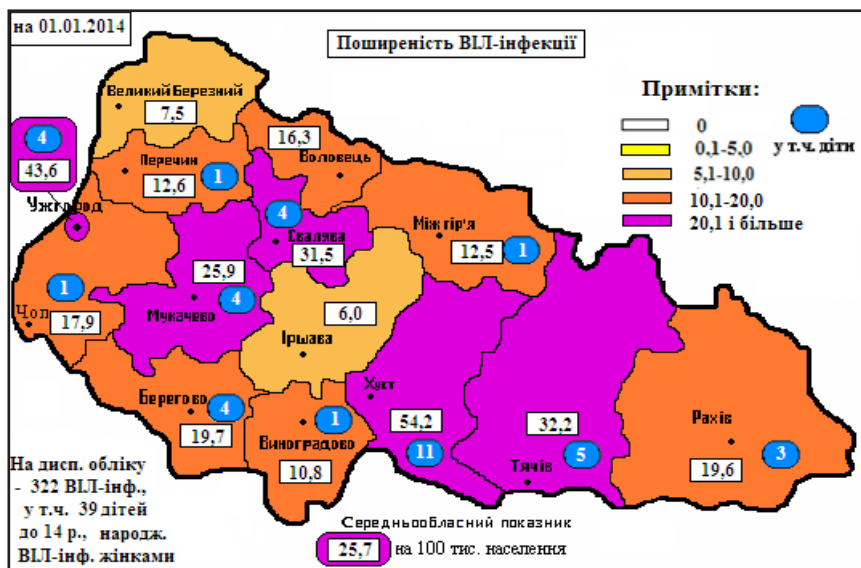 на 01.01.2014
Поширеність ВІЛ-інфекції
Примітки:
0
0,1-5,0
5,1-10,0
10,1-20,0
20,1 і більше
у т.ч. діти
Великий Березний
7,5
4
43,6
Ужгород
Перечин
12,6
1
16,3
Воловець
4
Свалява
31,5
Міжгір'я
12,5
1
25,9
4
Мукачево
1
17,9
Чоп
6,0
Іршава
Берегово
4
19,7
1
Виноградово
10,8
Хуст
54,2
11
32,2
5
Тячів
Рахів
19,6
3
На дисп. обліку
- 322 ВІЛ-інф.,
у т.ч. 39 дітей
до 14 р., народж.
ВІЛ-інф. жінками
Середньообласний показник
25,7 на 100 тис. населення